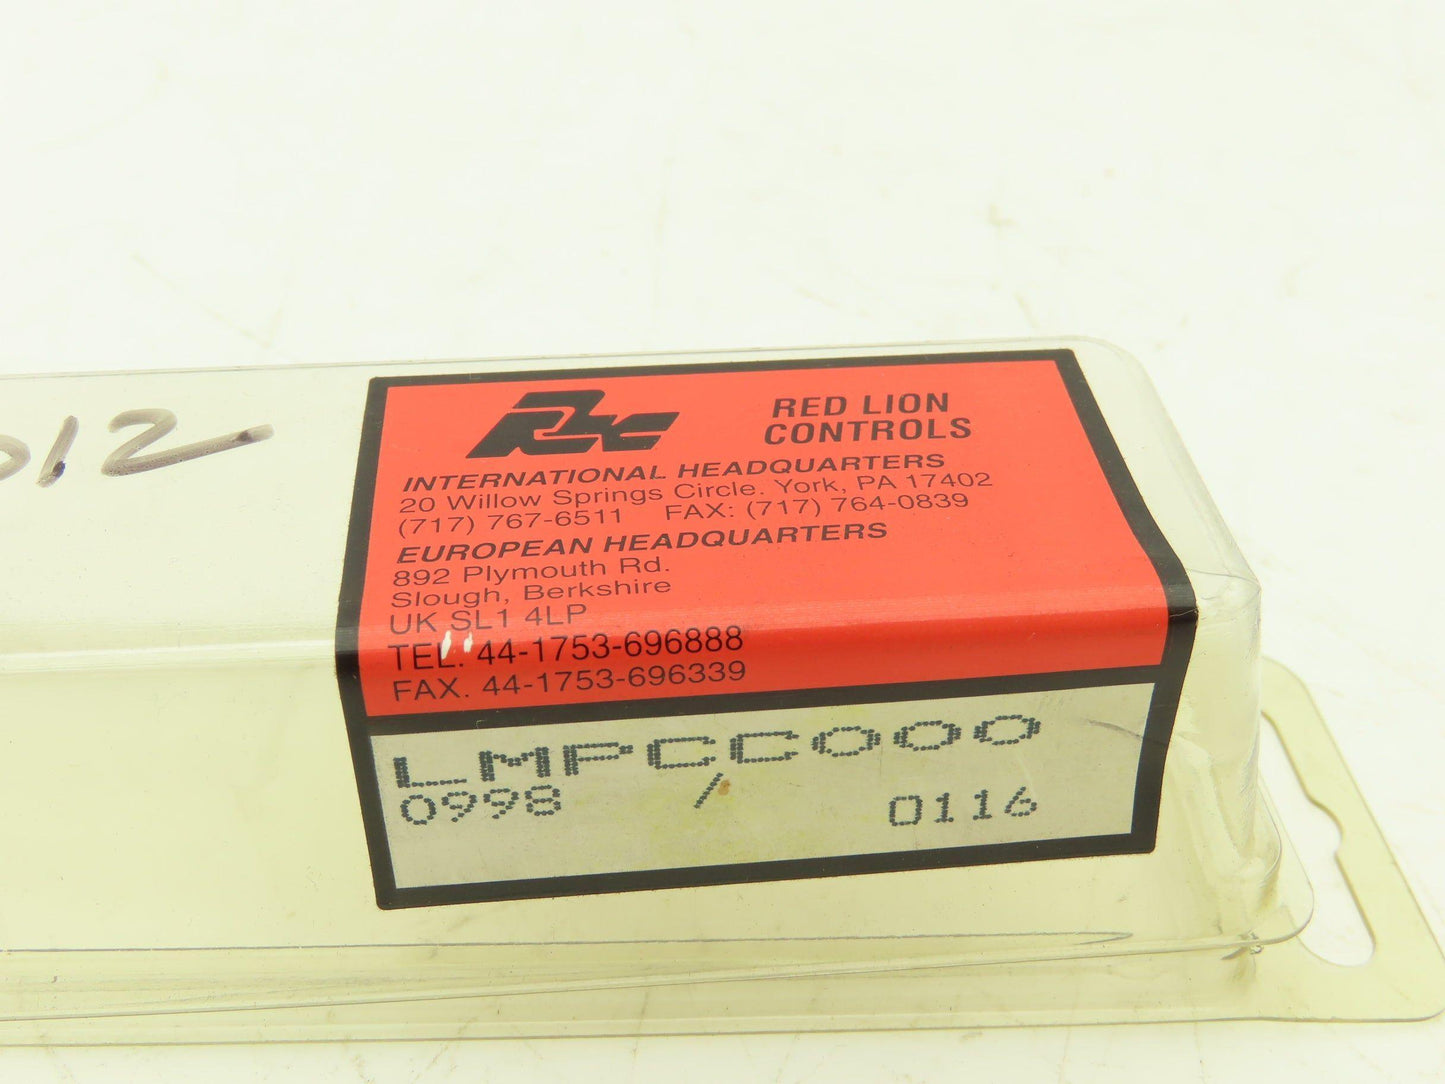 012
RLC
RED LION
CONTROLS
INTERNATIONAL HEADQUARTERS
20 Willow Springs Circle. York, PA 17402
(717) 767-6511 FAX: (717) 764-0839
EUROPEAN HEADQUARTERS
892 Plymouth Rd.
Slough, Berkshire
UK SL1 4LP
TEL. 44-1753-696888
FAX. 44-1753-696339
LMPCC000
0998 / 0116